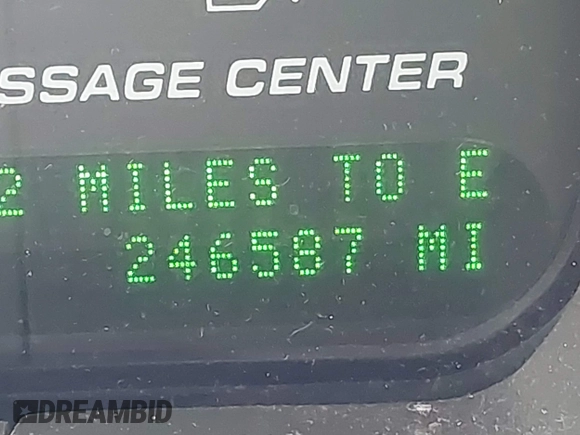 SSAGE CENTER
2 MILES TO E
246587 MI
DREAMBID